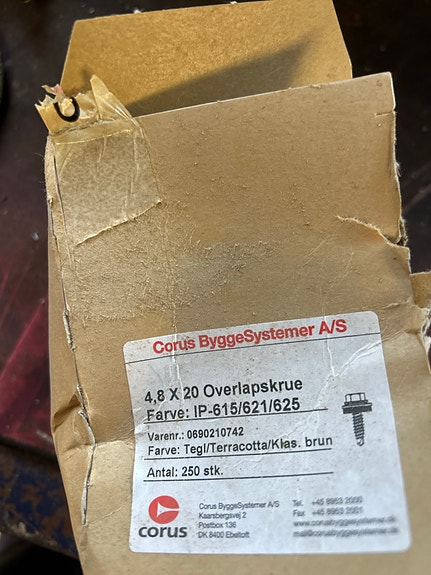 Corus ByggeSystemer A/S
4,8 X 20 Overlapskrue
Farve: IP-615/621/625
Varenr.: 0690210742
Farve: Tegl/Terracotta/Klas. brun
Antal: 250 stk.
corus
Corus ByggeSystemer A/S
Kaarsbergsvej 2
Postbox 136
DK 8400 Ebeltoft
Tel. +45 8953 2000
Fax +45 8953 2001
www.corusbyggesystemer.dk
mail@corusbyggesystemer.dk